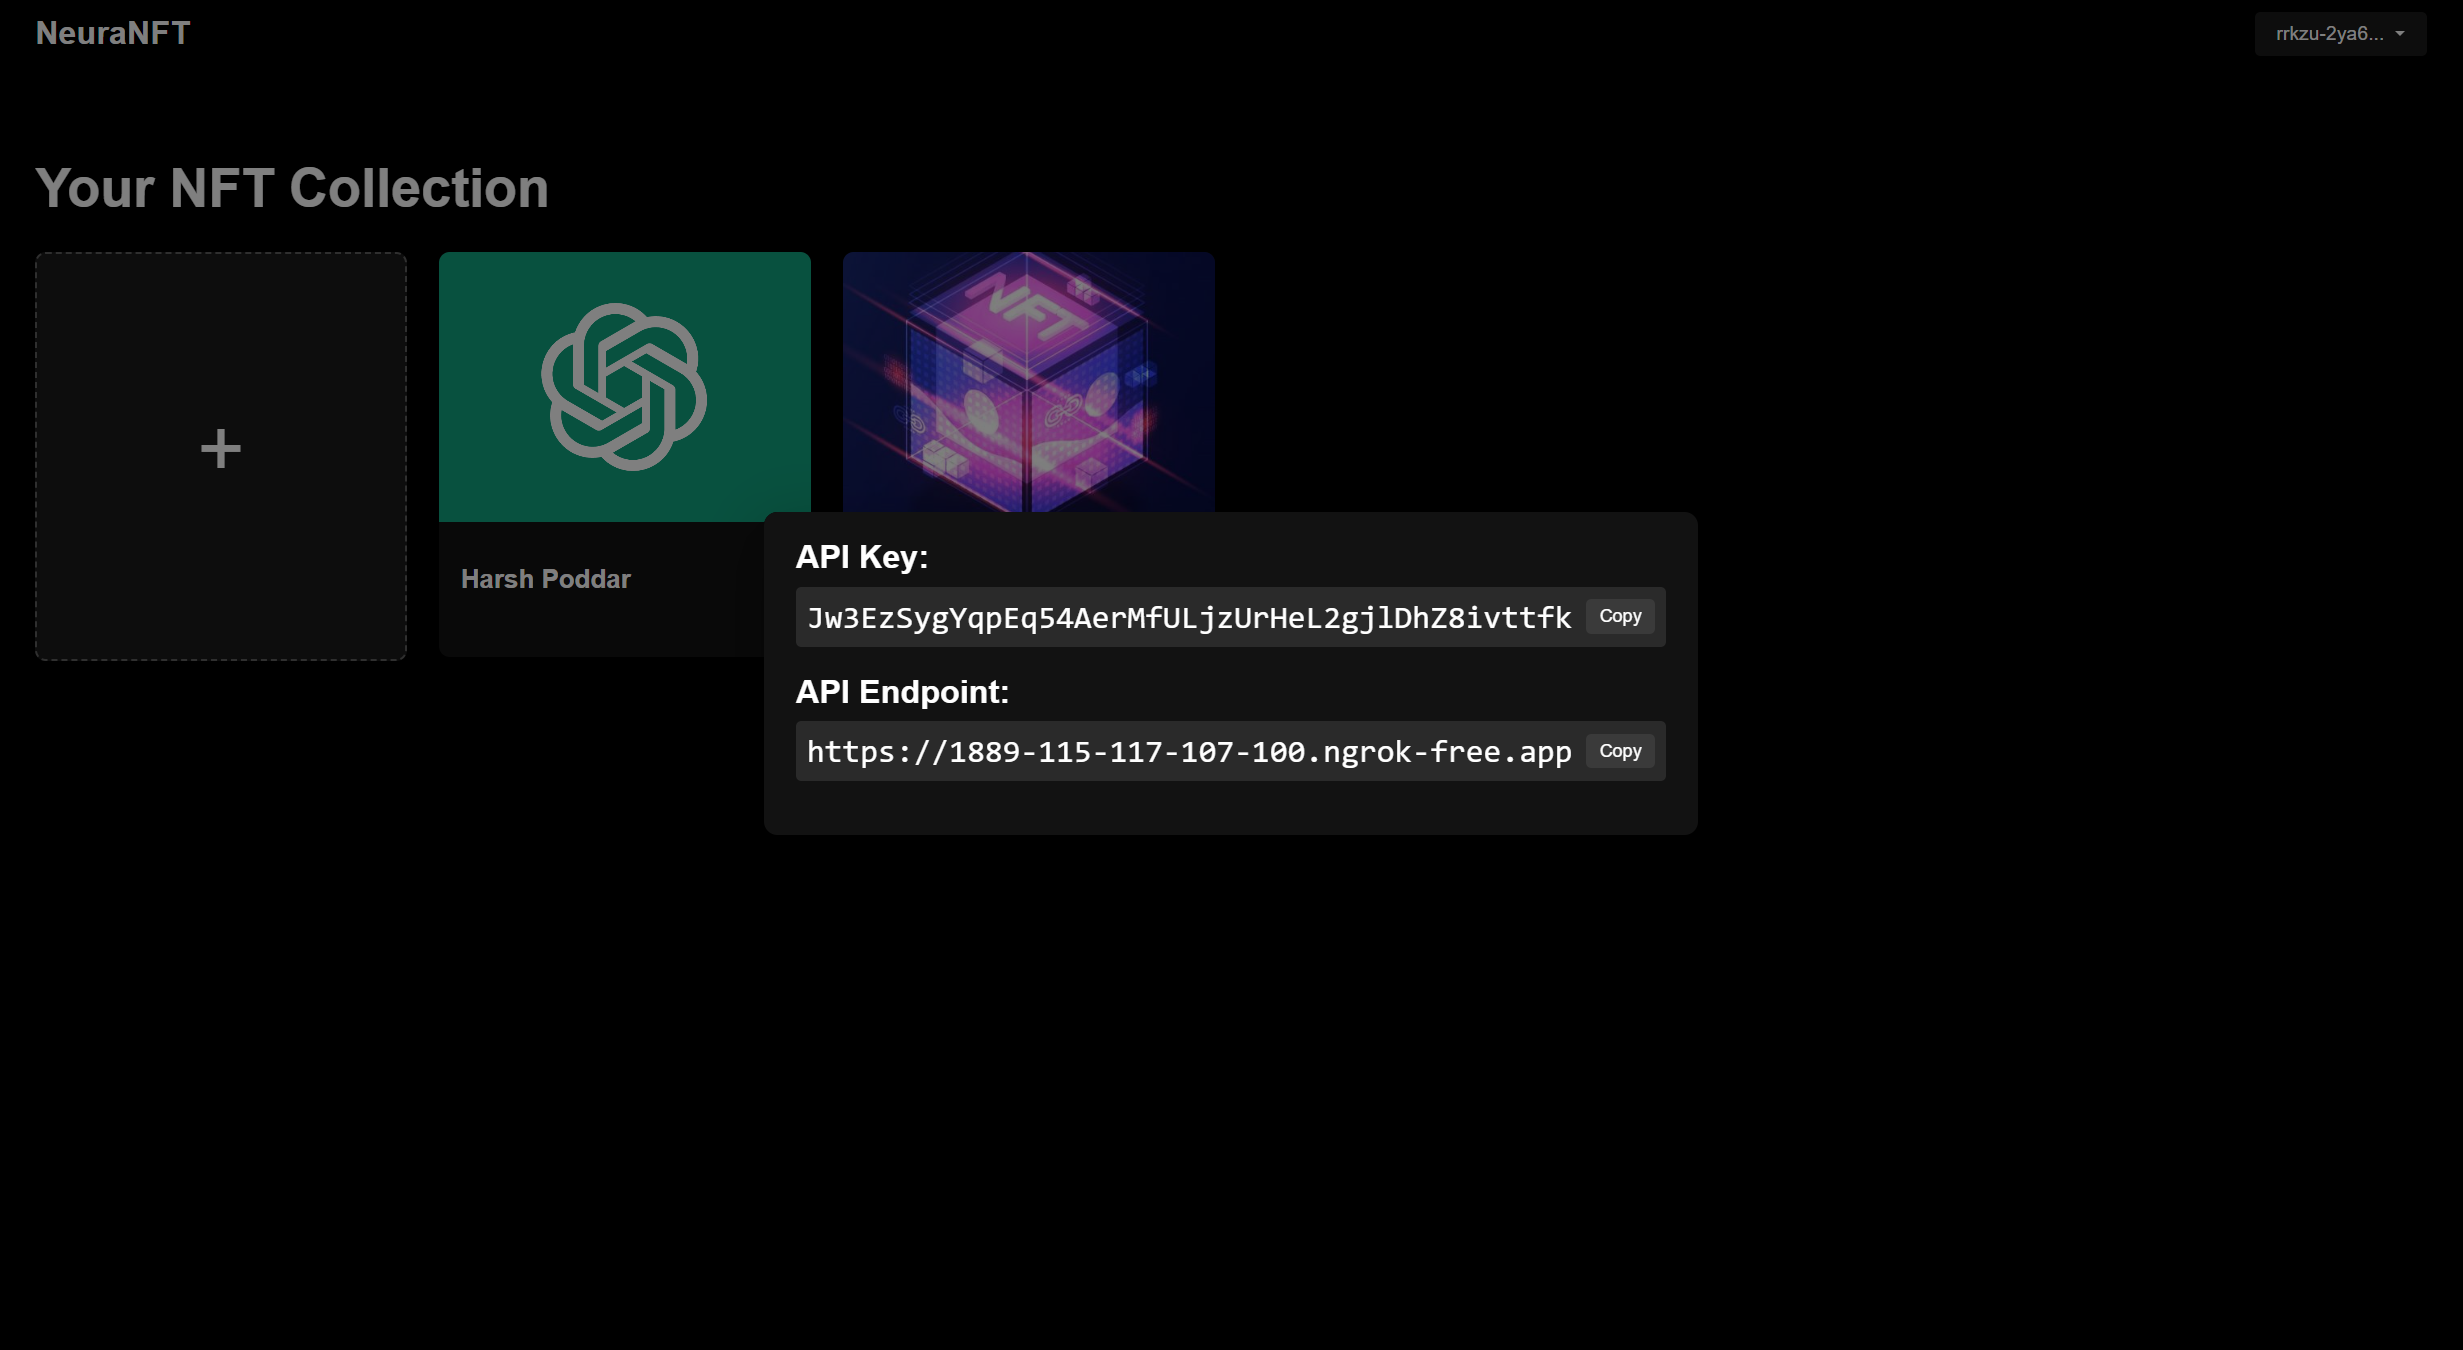 NeuraNFT
rrkzu-2ya6...
Your NFT Collection
+
NFT
Harsh Poddar
API Key:
Jw3EzSygYqpEq54AerMfULjzUrHeL2gjlDhZ8ivttfk
Copy
API Endpoint:
https://1889-115-117-107-100.ngrok-free.app
Copy